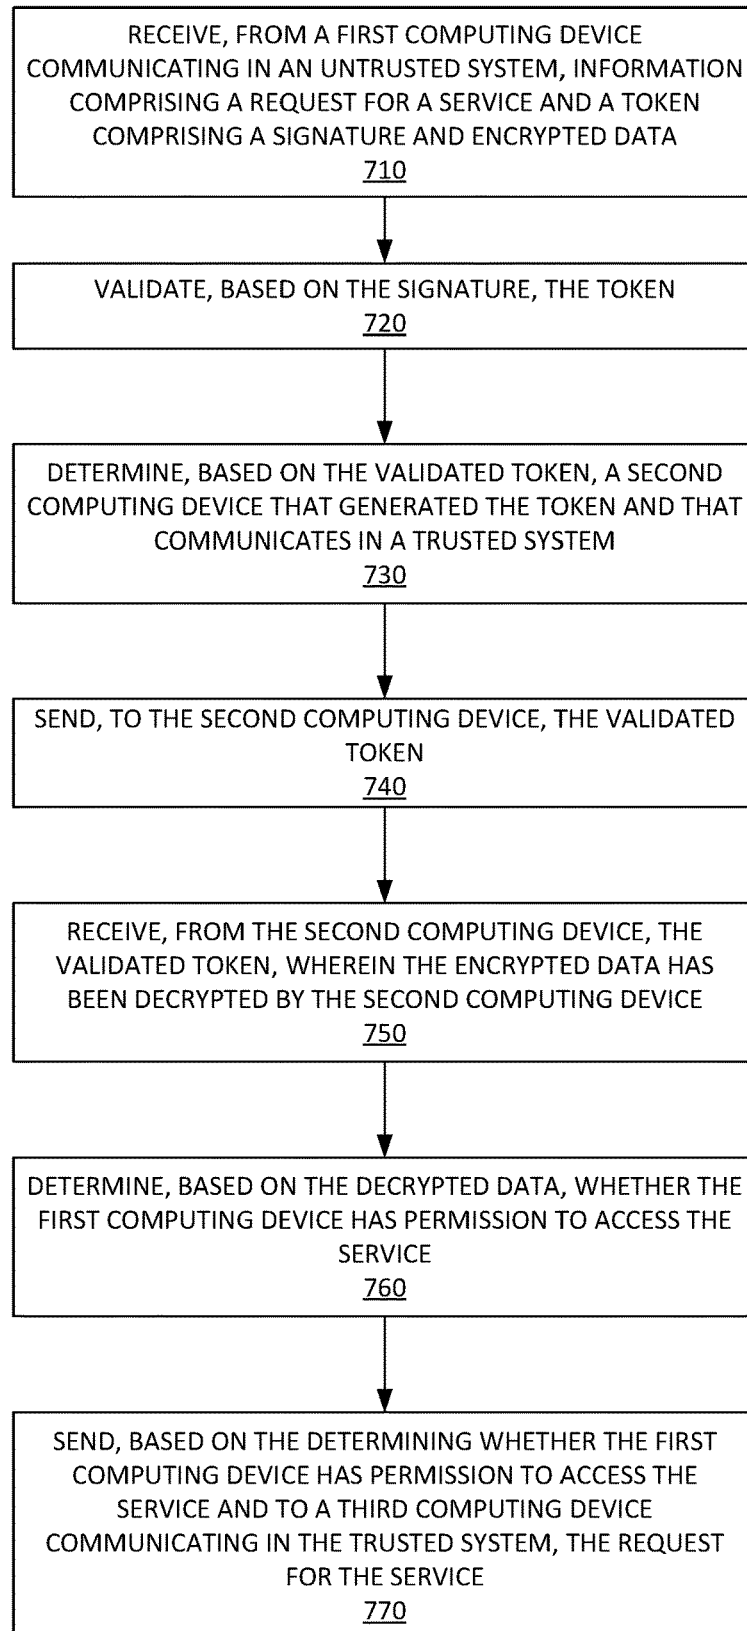 RECEIVE, FROM A FIRST COMPUTING DEVICE
COMMUNICATING IN AN UNTRUSTED SYSTEM, INFORMATION
COMPRISING A REQUEST FOR A SERVICE AND A TOKEN
COMPRISING A SIGNATURE AND ENCRYPTED DATA
710
VALIDATE, BASED ON THE SIGNATURE, THE TOKEN
720
DETERMINE, BASED ON THE VALIDATED TOKEN, A SECOND
COMPUTING DEVICE THAT GENERATED THE TOKEN AND THAT
COMMUNICATES IN A TRUSTED SYSTEM
730
SEND, TO THE SECOND COMPUTING DEVICE, THE VALIDATED
TOKEN
740
RECEIVE, FROM THE SECOND COMPUTING DEVICE, THE
VALIDATED TOKEN, WHEREIN THE ENCRYPTED DATA HAS
BEEN DECRYPTED BY THE SECOND COMPUTING DEVICE
750
DETERMINE, BASED ON THE DECRYPTED DATA, WHETHER THE
FIRST COMPUTING DEVICE HAS PERMISSION TO ACCESS THE
SERVICE
760
SEND, BASED ON THE DETERMINING WHETHER THE FIRST
COMPUTING DEVICE HAS PERMISSION TO ACCESS THE
SERVICE AND TO A THIRD COMPUTING DEVICE
COMMUNICATING IN THE TRUSTED SYSTEM, THE REQUEST
FOR THE SERVICE
770